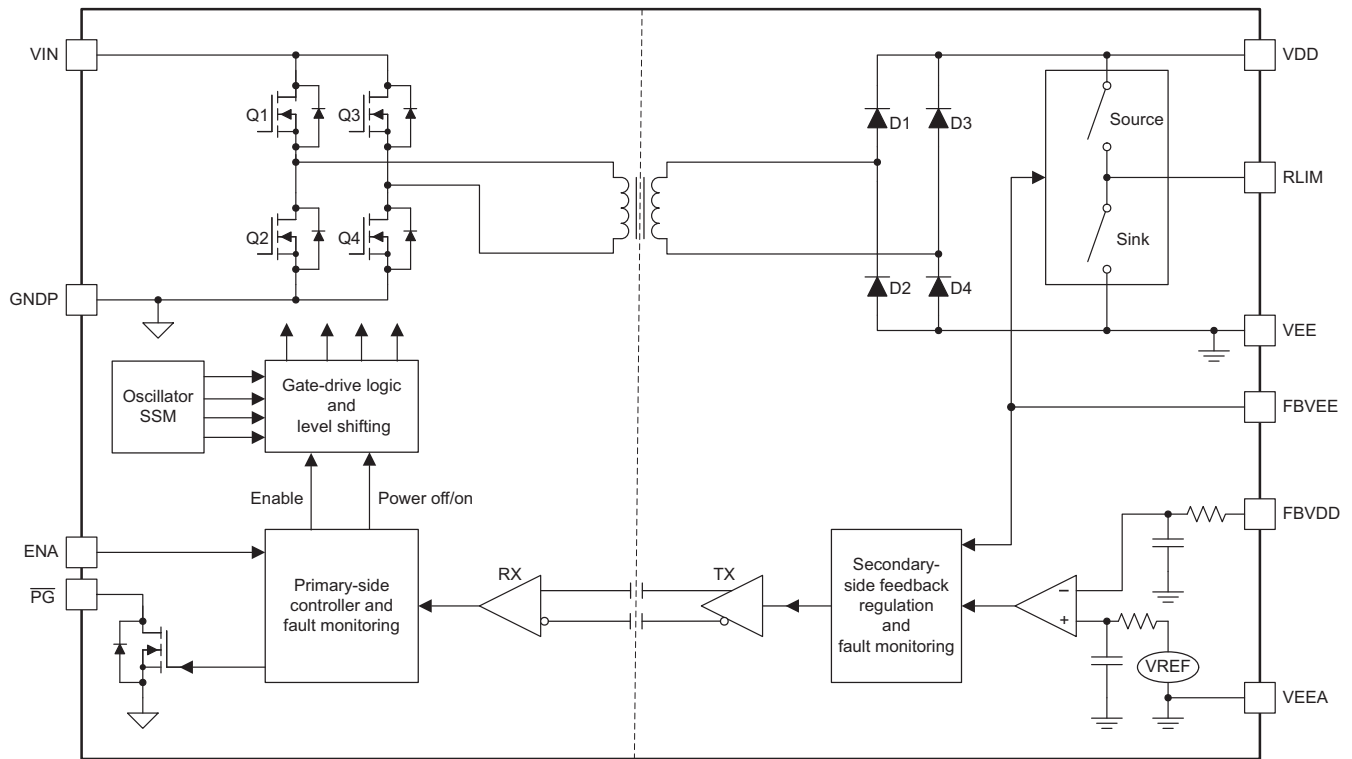 VIN
VDD
Q1
Q3
D1
D3
Source
RLIM
Sink
Q2
Q4
D2
D4
GNDP
VEE
Oscillator
SSM
Gate-drive logic
and
level shifting
FBVEE
Enable
Power off/on
FBVDD
ENA
PG
Primary-side
controller and
fault monitoring
RX
TX
Secondary-
side feedback
regulation
and
fault monitoring
–
+
VREF
VEEA